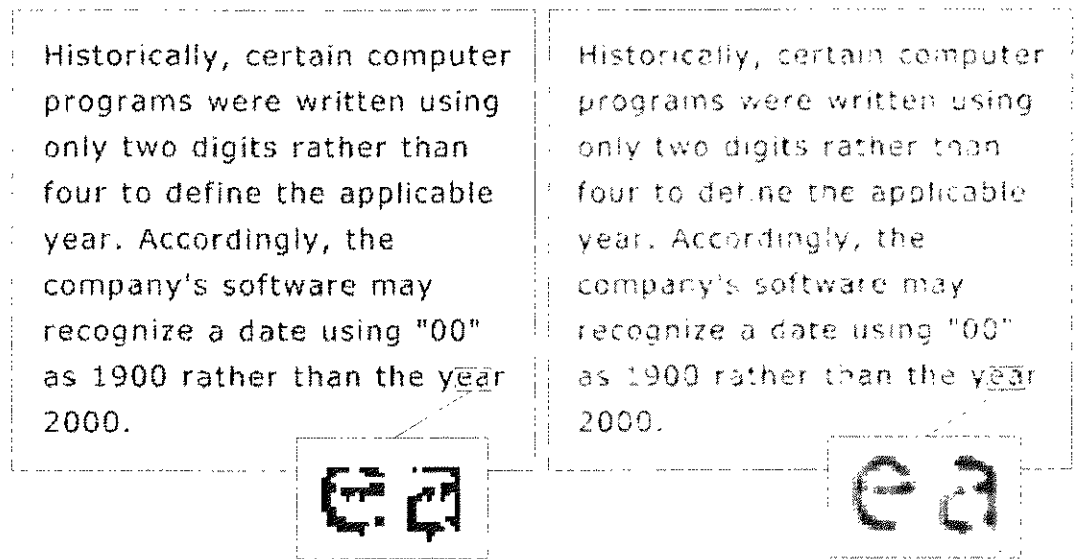 Historically, certain computer
programs were written using
only two digits rather than
four to define the applicable
year. Accordingly, the
company's software may
recognize a date using "00"
as 1900 rather than the year
2000.
ea
Historically, certain computer
programs were written using
only two digits rather than
four to define the applicable
year. Accordingly, the
company's software may
recognize a date using "00"
as 1900 rather than the year
2000.
ea